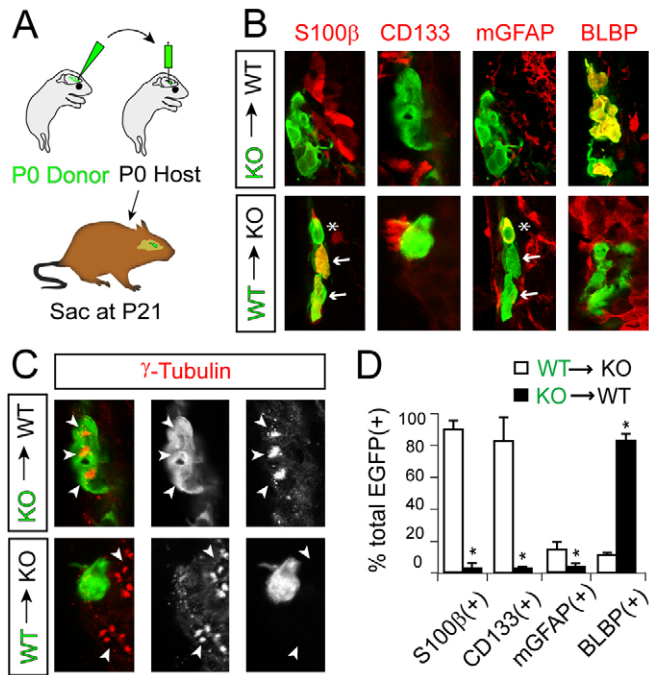 A
P0 Donor P0 Host
Sac at P21
B
S100β CD133 mGFAP BLBP
KO → WT
WT → KO
*
*
C
γ-Tubulin
KO → WT
WT → KO
D
WT → KO
KO → WT
% total EGFP(+)
100
80
60
40
20
0
*
*
*
*
S100β(+)
CD133(+)
mGFAP(+)
BLBP(+)